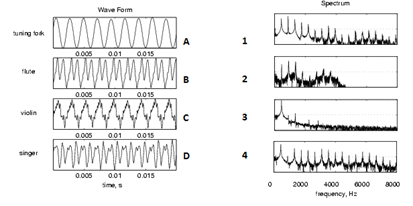 Wave Form
Spectrum
tuning fork
A
1
0.005 0.01 0.015
flute
B
2
0.005 0.01 0.015
violin
C
3
0.005 0.01 0.015
singer
D
4
0.005 0.01 0.015
0 2000 4000 6000 8000
time, s
frequency, Hz